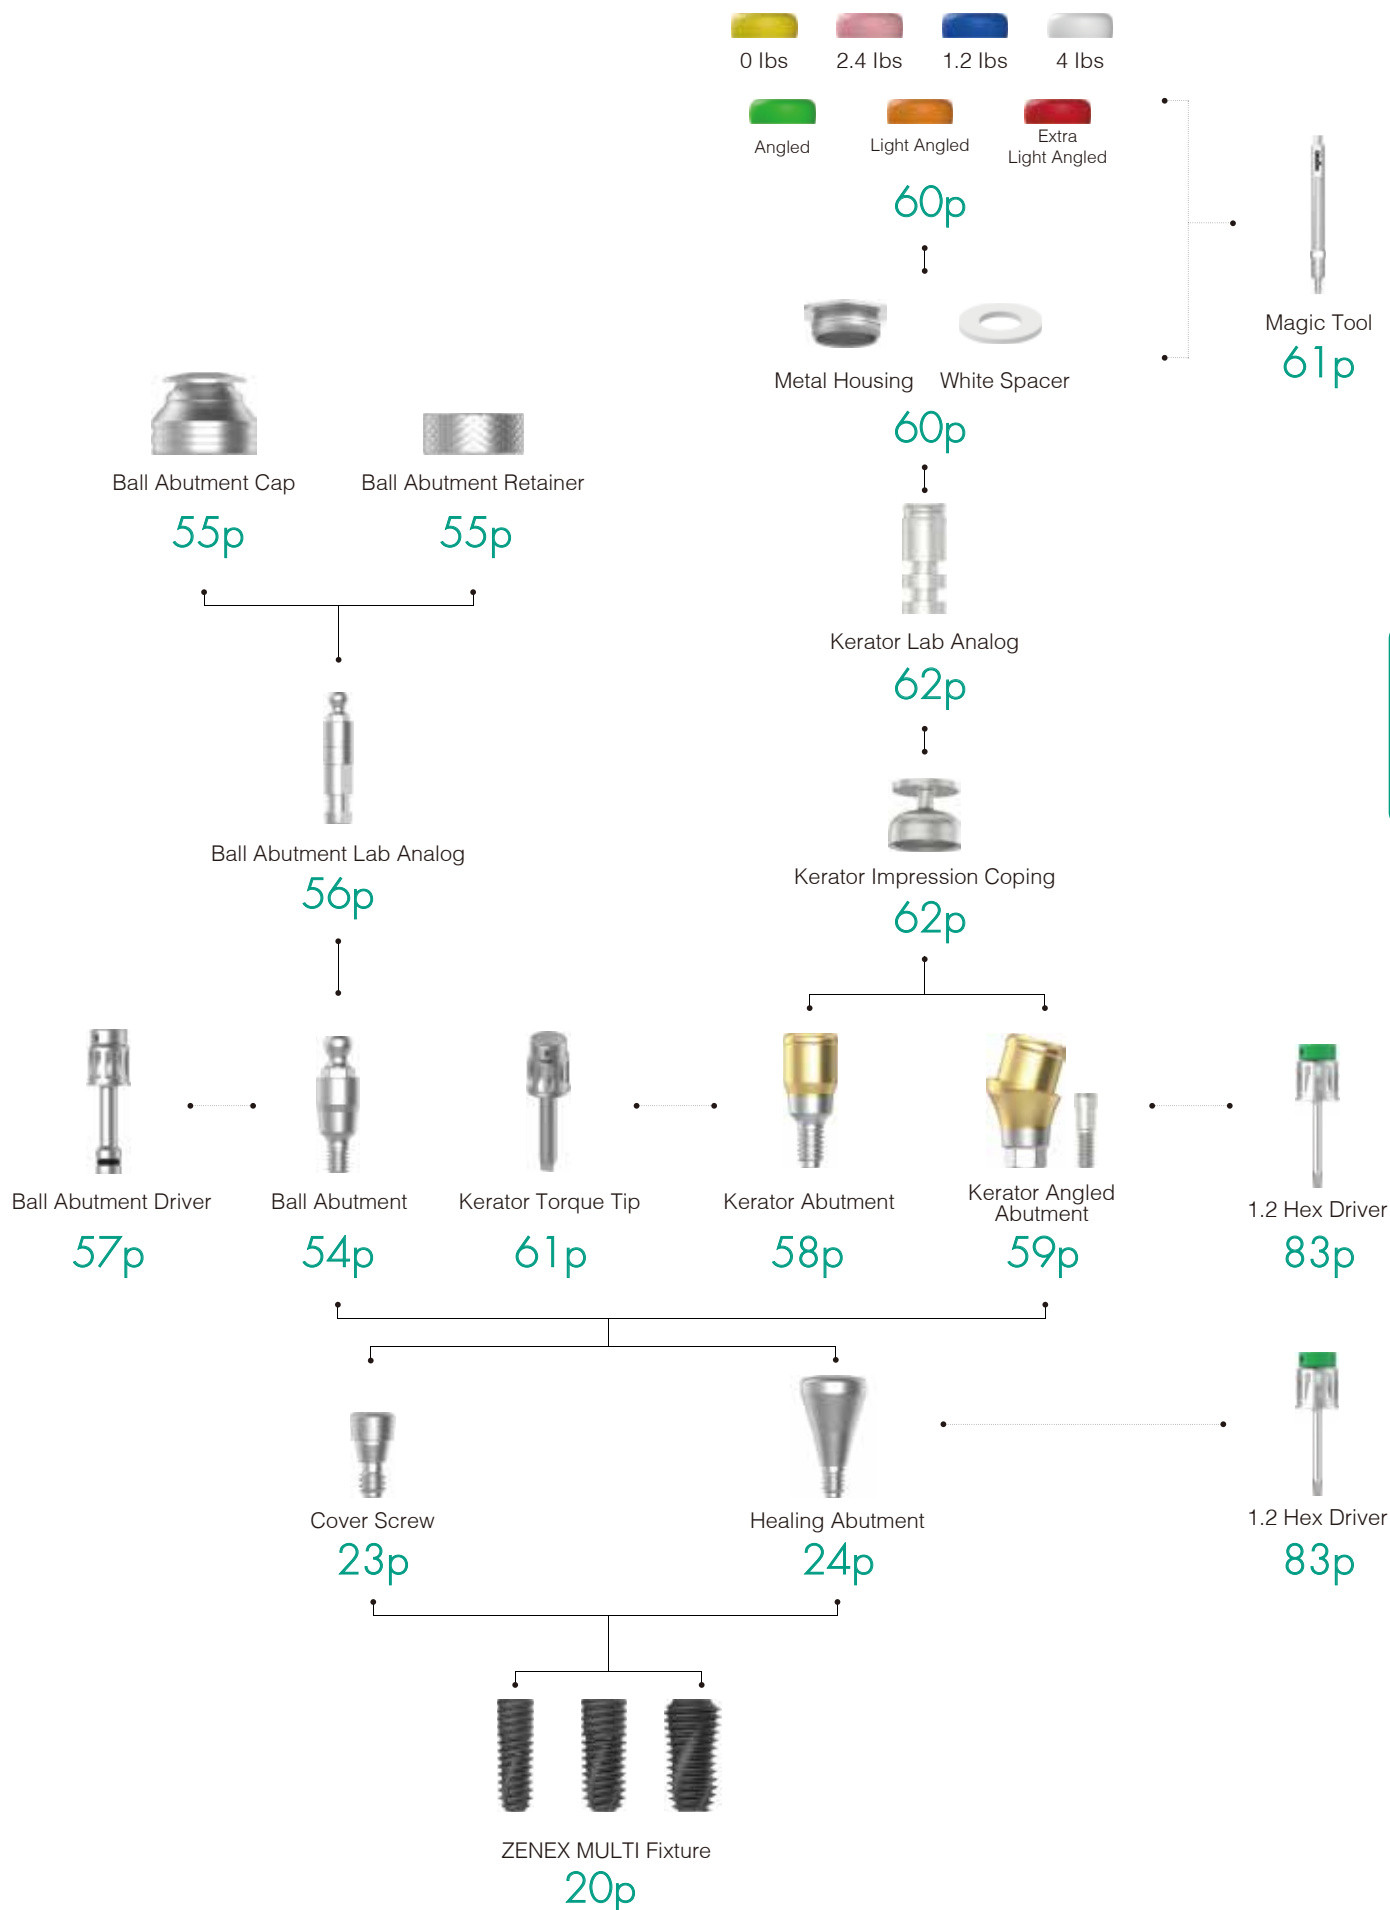 0 lbs
2.4 lbs
1.2 lbs
4 lbs
Angled
Light Angled
Extra
Light Angled
60p
Magic Tool
61p
Metal Housing
White Spacer
60p
Ball Abutment Cap
55p
Ball Abutment Retainer
55p
Kerator Lab Analog
62p
Ball Abutment Lab Analog
56p
Kerator Impression Coping
62p
Ball Abutment Driver
57p
Ball Abutment
54p
Kerator Torque Tip
61p
Kerator Abutment
58p
Kerator Angled
Abutment
59p
1.2 Hex Driver
83p
Cover Screw
23p
Healing Abutment
24p
1.2 Hex Driver
83p
ZENEX MULTI Fixture
20p